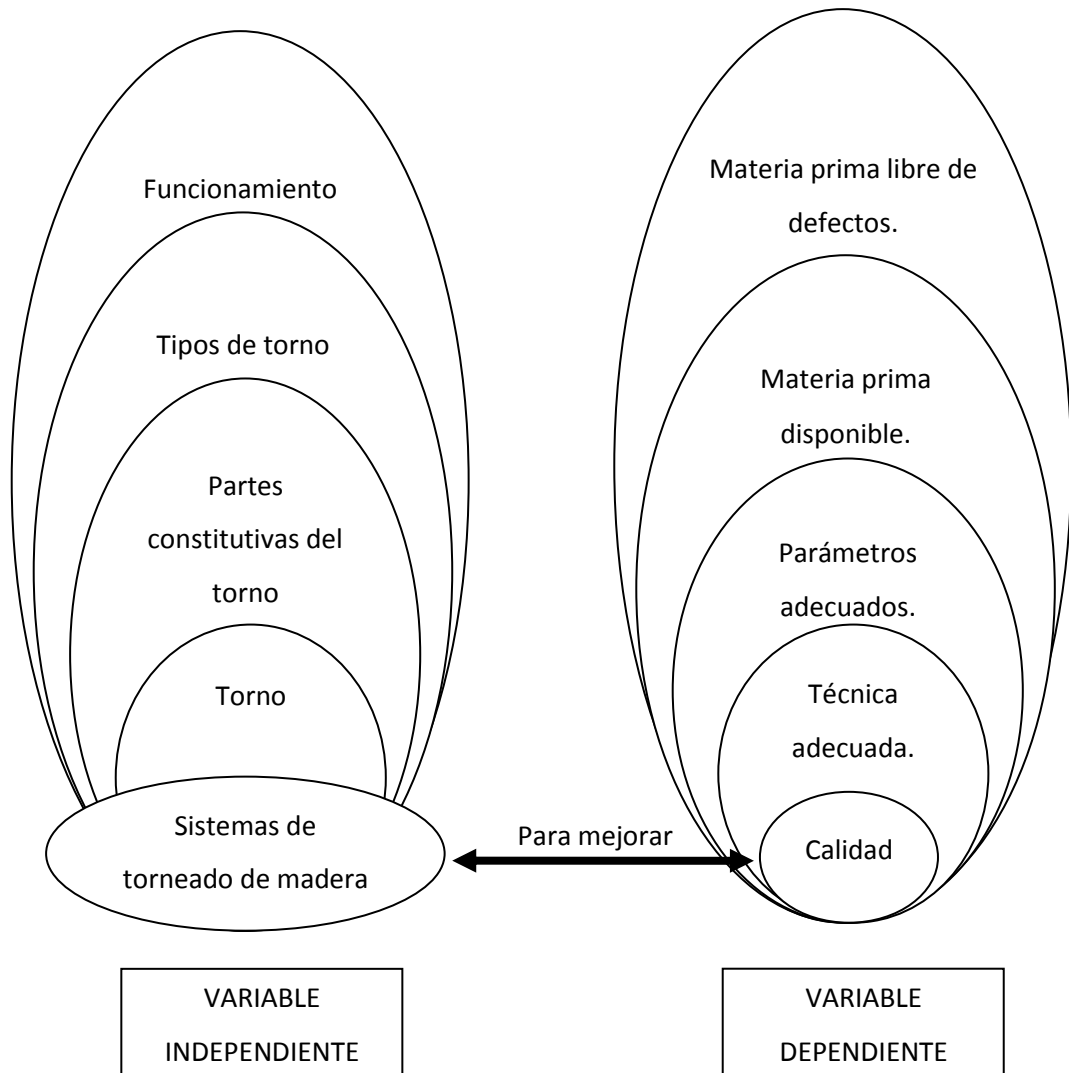 Funcionamiento
Tipos de torno
Partes
constitutivas del
torno
Torno
Sistemas de
torneado de madera
Para mejorar
Materia prima libre de
defectos.
Materia prima
disponible.
Parámetros
adecuados.
Técnica
adecuada.
Calidad
VARIABLE
INDEPENDIENTE
VARIABLE
DEPENDIENTE